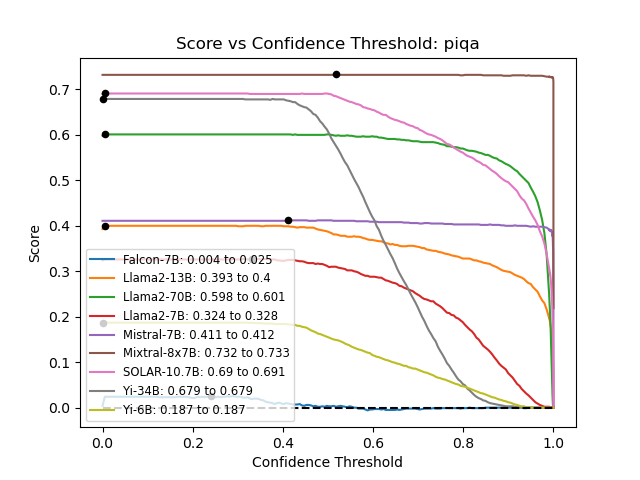 Score vs Confidence Threshold: piqa
Score
0.7
0.6
0.5
0.4
0.3
0.2
0.1
0.0
Falcon-7B: 0.004 to 0.025
Llama2-13B: 0.393 to 0.4
Llama2-70B: 0.598 to 0.601
Llama2-7B: 0.324 to 0.328
Mistral-7B: 0.411 to 0.412
Mixtral-8x7B: 0.732 to 0.733
SOLAR-10.7B: 0.69 to 0.691
Yi-34B: 0.679 to 0.679
Yi-6B: 0.187 to 0.187
0.0 0.2 0.4 0.6 0.8 1.0
Confidence Threshold